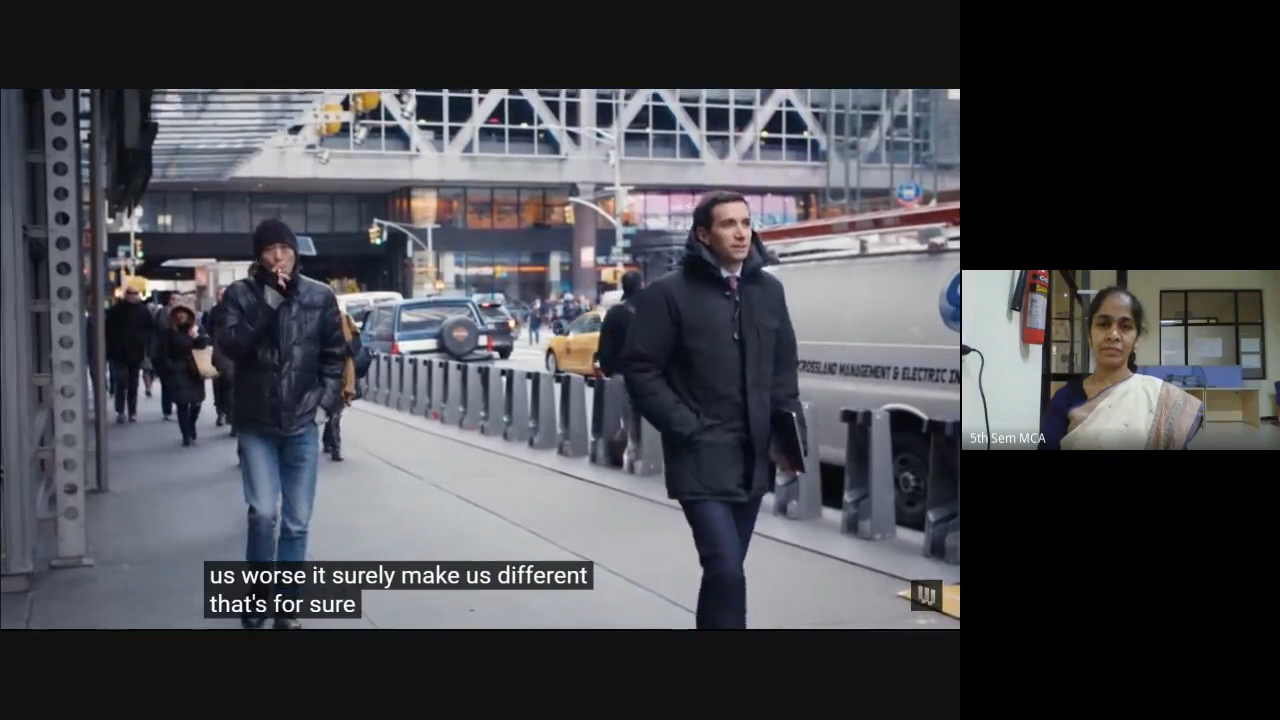 CROSSLAND MANAGEMENT & ELECTRIC IN
us worse it surely make us different
that's for sure
5th Sem MCA